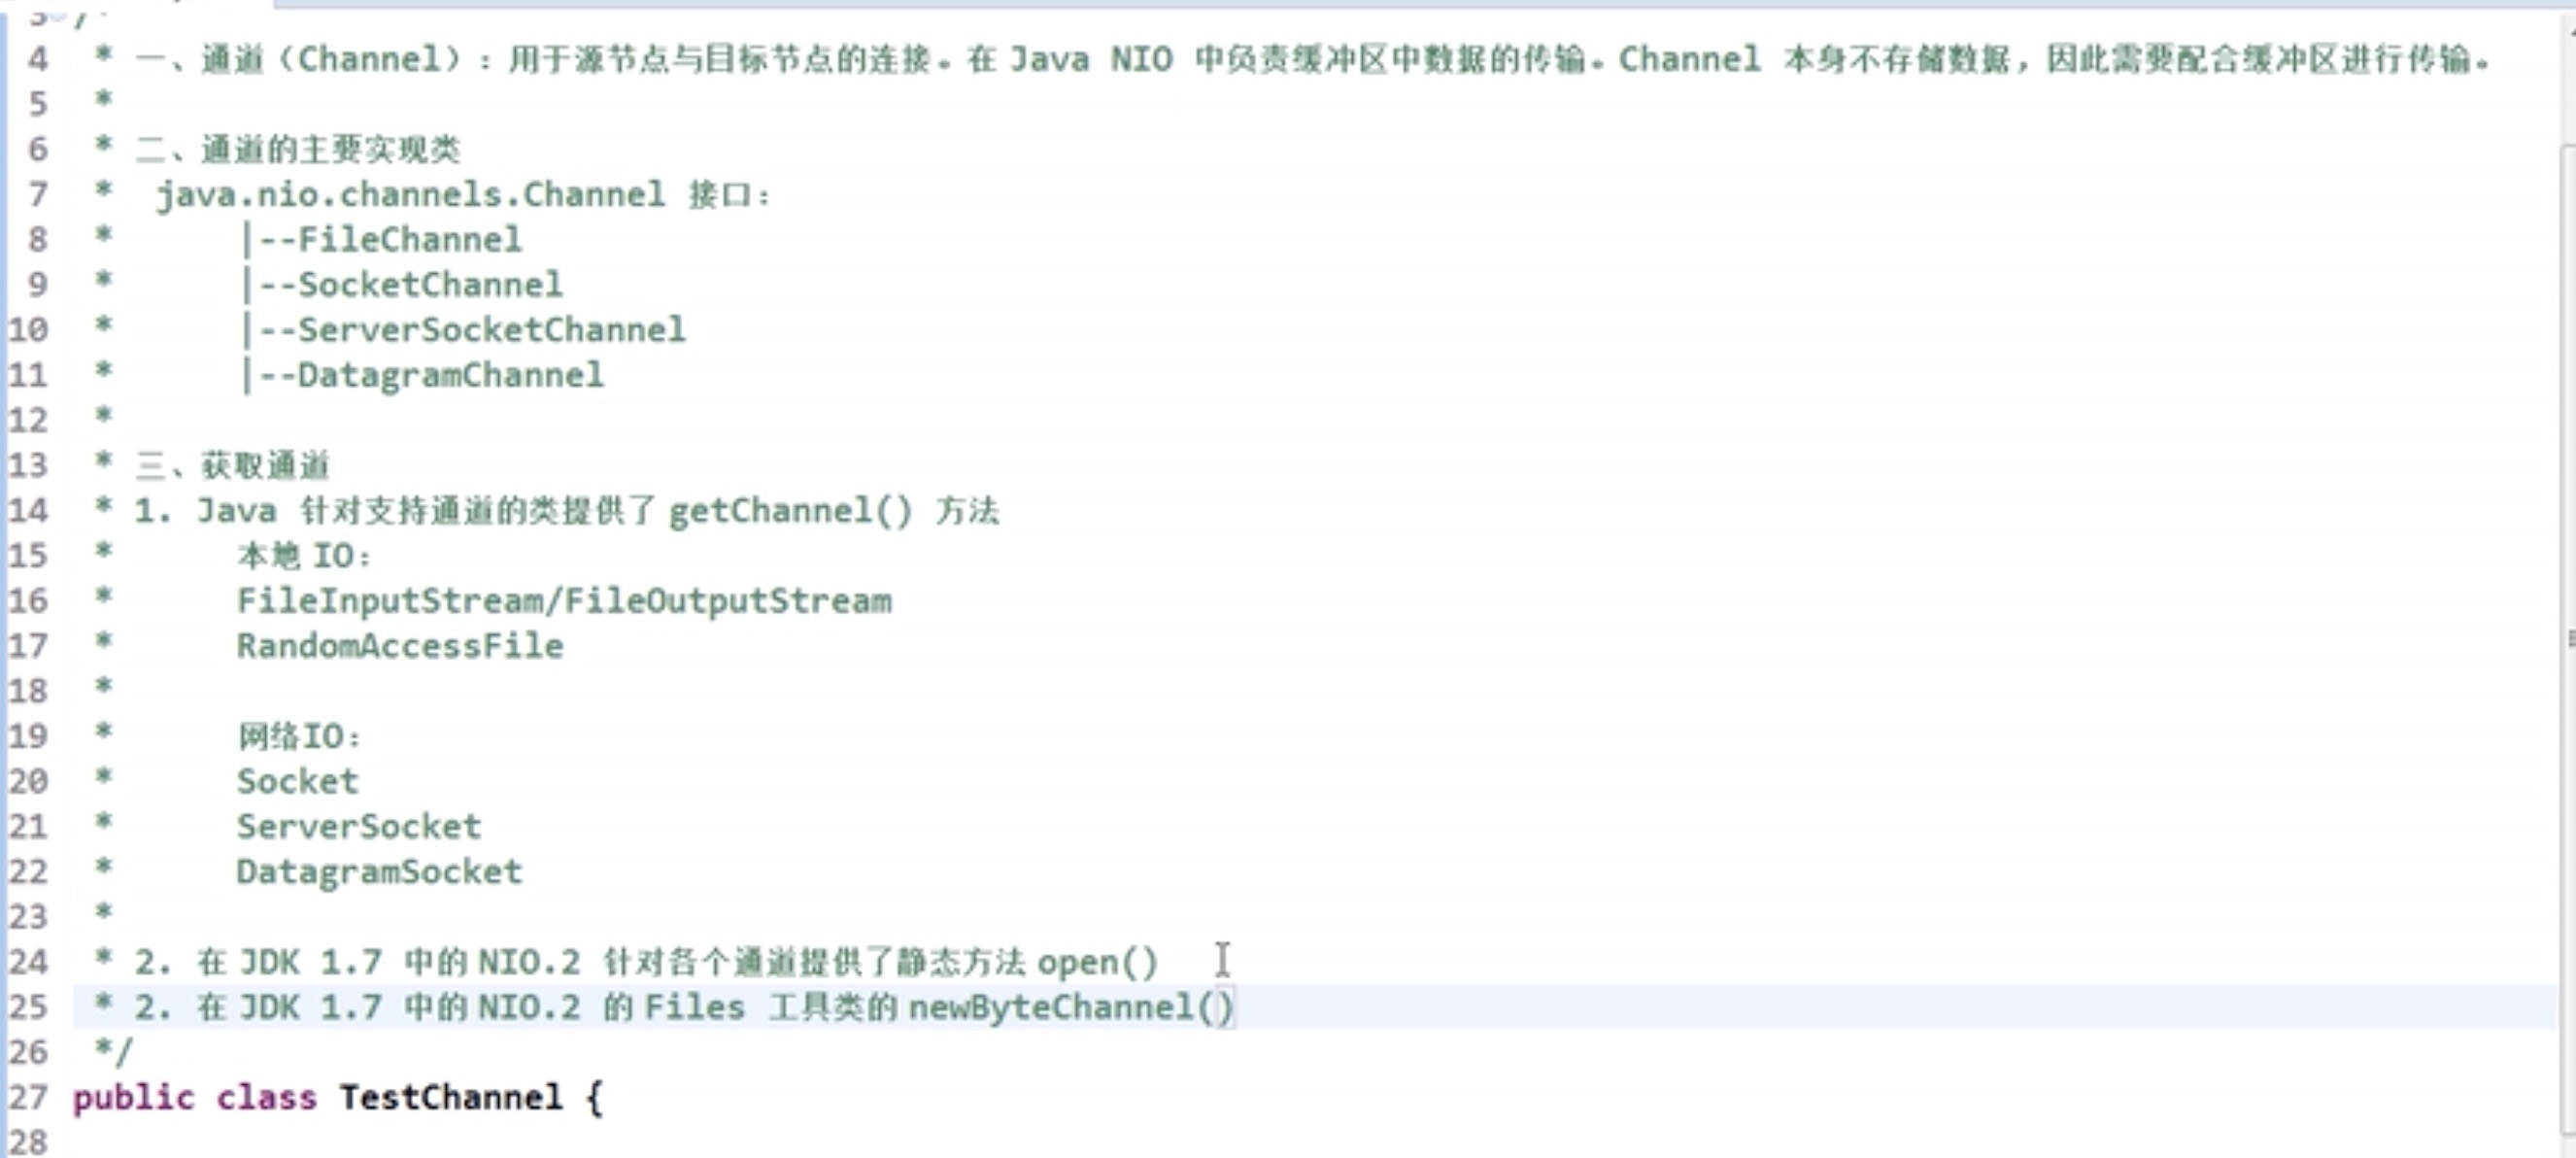 3 /*
4 * 一、通道（Channel）：用于源节点与目标节点的连接。在 Java NIO 中负责缓冲区中数据的传输。Channel 本身不存储数据，因此需要配合缓冲区进行传输。
5 *
6 * 二、通道的主要实现类
7 * java.nio.channels.Channel 接口：
8 * |--FileChannel
9 * |--SocketChannel
10 * |--ServerSocketChannel
11 * |--DatagramChannel
12 *
13 * 三、获取通道
14 * 1. Java 针对支持通道的类提供了 getChannel() 方法
15 * 本地 IO：
16 * FileInputStream/FileOutputStream
17 * RandomAccessFile
18 *
19 * 网络IO：
20 * Socket
21 * ServerSocket
22 * DatagramSocket
23 *
24 * 2. 在 JDK 1.7 中的 NIO.2 针对各个通道提供了静态方法 open()
25 * 2. 在 JDK 1.7 中的 NIO.2 的 Files 工具类的 newByteChannel()
26 */
27 public class TestChannel {
28